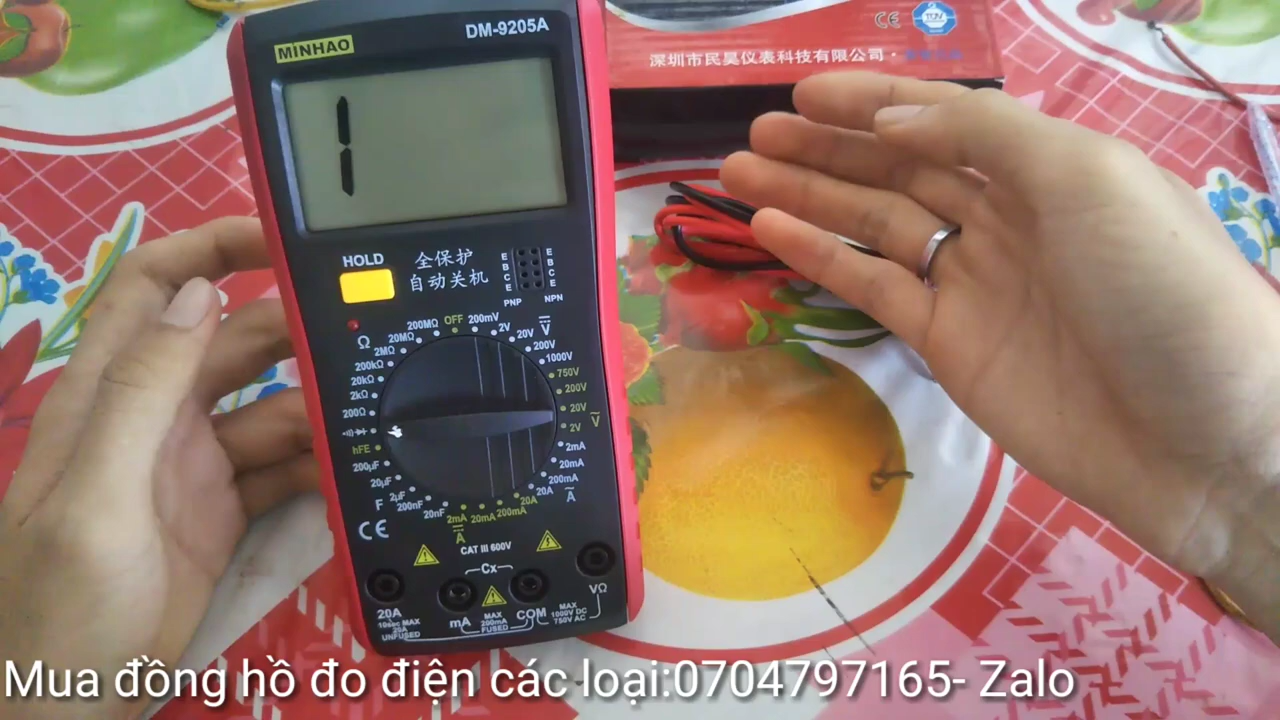 MINHAO
DM-9205A
CE
TÜV
深圳市民昊仪表科技有限公司
1
HOLD
全保护
自动关机
E
B
C
E
E
B
C
E
PNP
NPN
OFF
200mV
2V
20V
200V
1000V
V
750V
200V
20V
2V
V
2mA
20mA
200mA
20A
A
20A
200mA
20mA
2mA
A
20nF
200nF
2µF
20µF
200µF
F
hFE
200Ω
2kΩ
20kΩ
200kΩ
2MΩ
20MΩ
200MΩ
Ω
CE
CAT III 600V
Cx
20A
10sec MAX
20A
UNFUSED
mA
MAX
200mA
FUSED
COM
MAX
1000V DC
750V AC
VΩ
Mua đồng hồ đo điện các loại:0704797165- Zalo